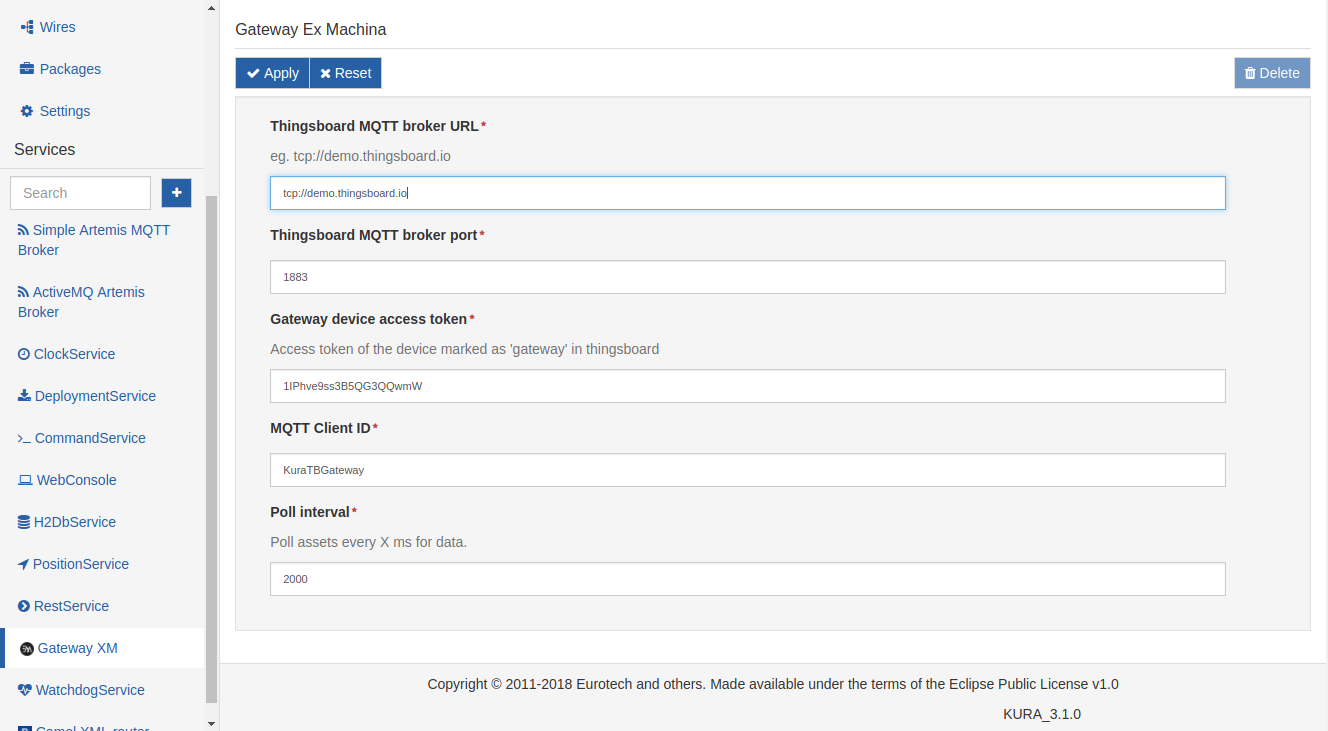 Wires
Packages
Settings
Services
Search
+
Simple Artemis MQTT
Broker
ActiveMQ Artemis
Broker
ClockService
DeploymentService
CommandService
WebConsole
H2DbService
PositionService
RestService
Gateway XM
WatchdogService
Camel XML router
Gateway Ex Machina
Apply
Reset
Delete
Thingsboard MQTT broker URL*
eg. tcp://demo.thingsboard.io
tcp://demo.thingsboard.io
Thingsboard MQTT broker port*
1883
Gateway device access token*
Access token of the device marked as 'gateway' in thingsboard
1IPhve9ss3B5QG3QQwmW
MQTT Client ID*
KuraTBGateway
Poll interval*
Poll assets every X ms for data.
2000
Copyright © 2011-2018 Eurotech and others. Made available under the terms of the Eclipse Public License v1.0
KURA_3.1.0